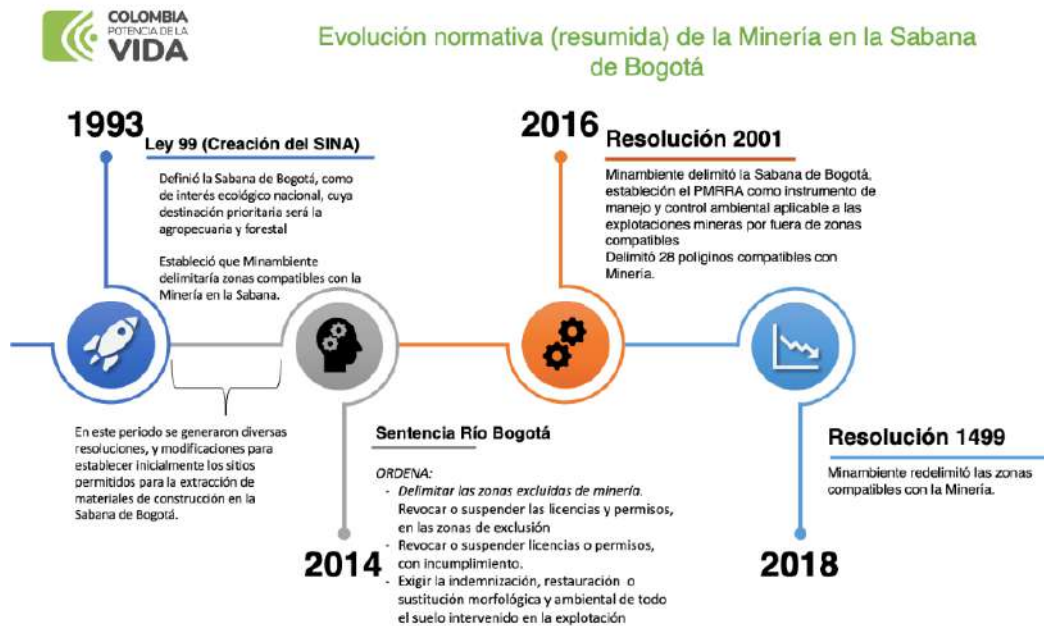 COLOMBIA
POTENCIA DE LA
VIDA
Evolución normativa (resumida) de la Minería en la Sabana
de Bogotá
1993
Ley 99 (Creación del SINA)
Definió la Sabana de Bogotá, como
de interés ecológico nacional, cuya
destinación prioritaria será la
agropecuaria y forestal
Estableció que Minambiente
delimitaría zonas compatibles con la
Minería en la Sabana.
En este periodo se generaron diversas
resoluciones, y modificaciones para
establecer inicialmente los sitios
permitidos para la extracción de
materiales de construcción en la
Sabana de Bogotá.
2014
Sentencia Río Bogotá
ORDENA:
- Delimitar las zonas excluidas de minería.
Revocar o suspender las licencias y permisos,
en las zonas de exclusión
- Revocar o suspender licencias o permisos,
con incumplimiento.
- Exigir la indemnización, restauración o
sustitución morfológica y ambiental de todo
el suelo intervenido en la explotación
2016
Resolución 2001
Minambiente delimitó la Sabana de Bogotá,
estableción el PMRRA como instrumento de
manejo y control ambiental aplicable a las
explotaciones mineras por fuera de zonas
compatibles
Delimitó 28 poliginos compatibles con
Minería.
2018
Resolución 1499
Minambiente redelimitó las zonas
compatibles con la Minería.